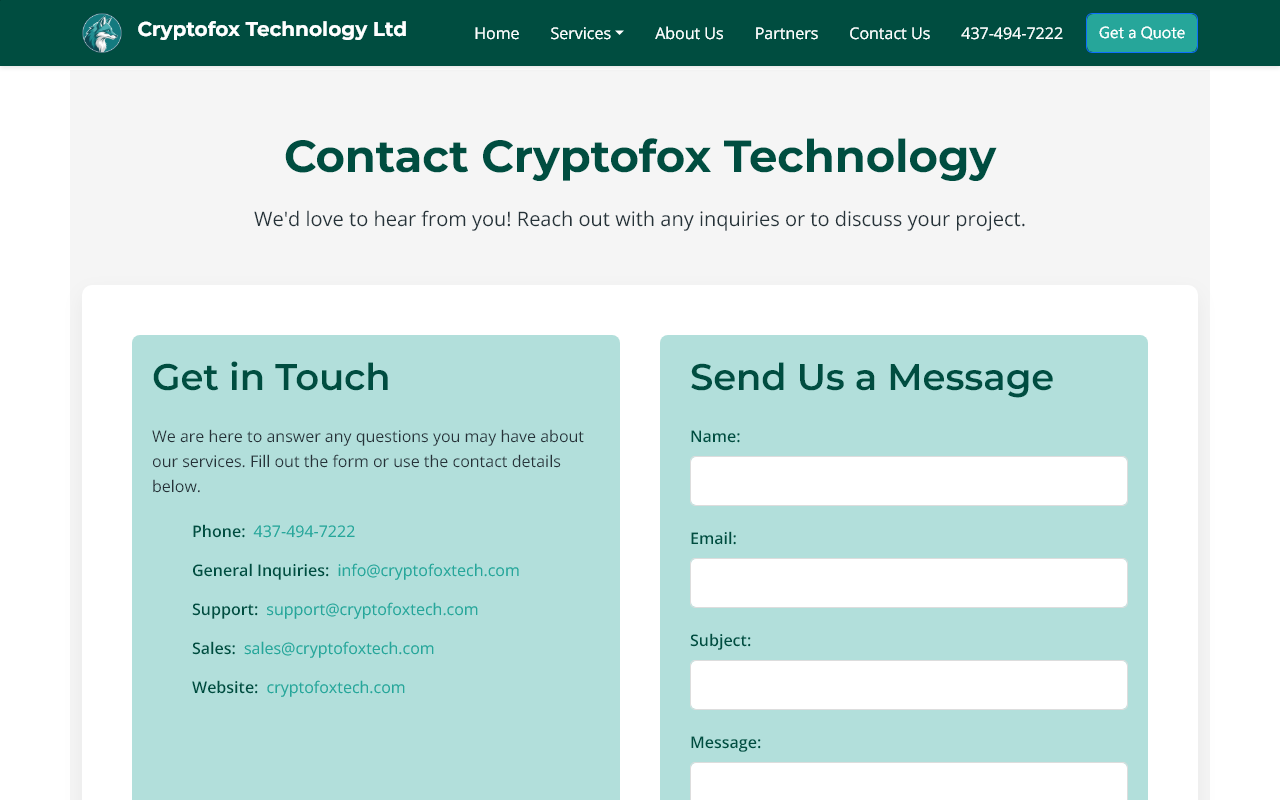 Cryptofox Technology Ltd
Home
Services
About Us
Partners
Contact Us
437-494-7222
Get a Quote
Contact Cryptofox Technology
We'd love to hear from you! Reach out with any inquiries or to discuss your project.
Get in Touch
We are here to answer any questions you may have about
our services. Fill out the form or use the contact details
below.
Phone: 437-494-7222
General Inquiries: info@cryptofoxtech.com
Support: support@cryptofoxtech.com
Sales: sales@cryptofoxtech.com
Website: cryptofoxtech.com
Send Us a Message
Name:
Email:
Subject:
Message: